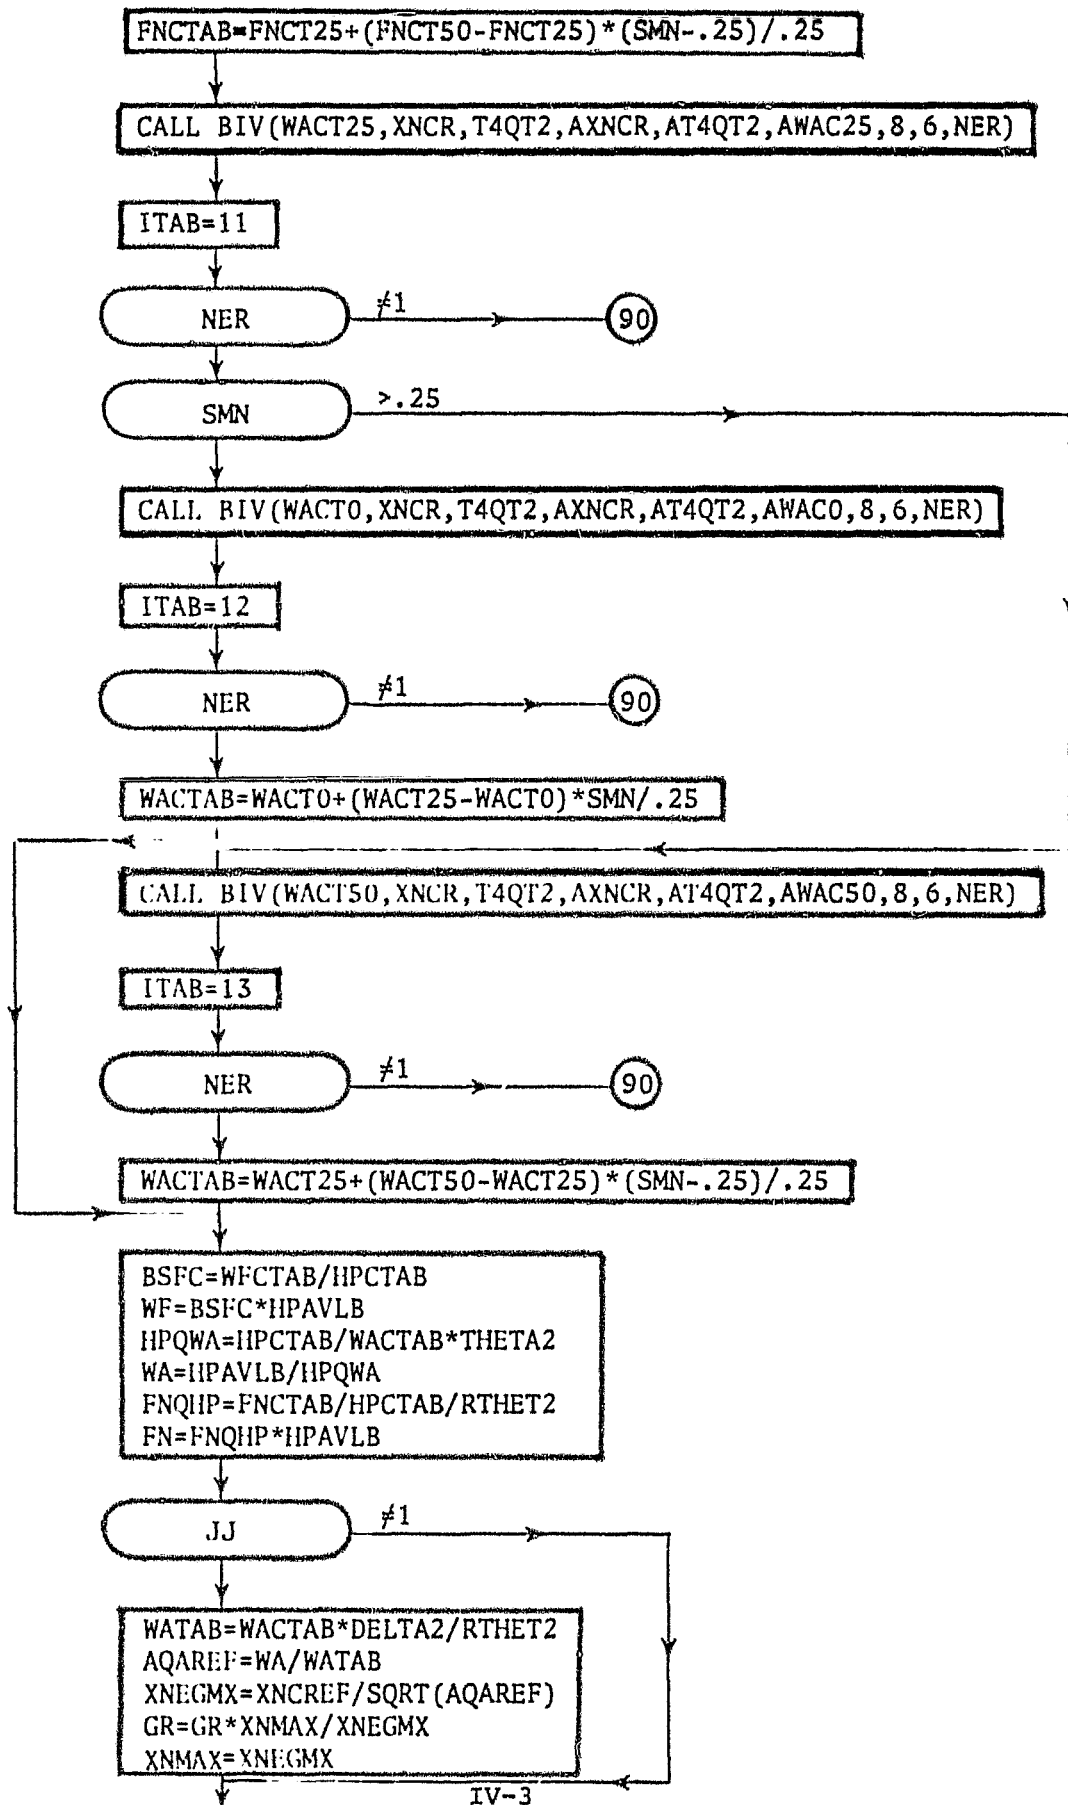 FNCTAB=FNCT25+(FNCT50-FNCT25)*(SMN-.25)/.25
CALL BIV(WACT25,XNCR,T4QT2,AXNCR,AT4QT2,AWAC25,8,6,NER)
ITAB=11
NER
≠1
90
SMN
>.25
CALL BIV(WACT0,XNCR,T4QT2,AXNCR,AT4QT2,AWAC0,8,6,NER)
ITAB=12
NER
≠1
90
WACTAB=WACT0+(WACT25-WACT0)*SMN/.25
CALL BIV(WACT50,XNCR,T4QT2,AXNCR,AT4QT2,AWAC50,8,6,NER)
ITAB=13
NER
≠1
90
WACTAB=WACT25+(WACT50-WACT25)*(SMN-.25)/.25
BSFC=WFCTAB/HPCTAB
WF=BSFC*HPAVLB
HPQWA=HPCTAB/WACTAB*THETA2
WA=HPAVLB/HPQWA
FNQHP=FNCTAB/HPCTAB/RTHET2
FN=FNQHP*HPAVLB
JJ
≠1
WATAB=WACTAB*DELTA2/RTHET2
AQAREF=WA/WATAB
XNEGMX=XNCREF/SQRT(AQAREF)
GR=GR*XNMAX/XNEGMX
XNMAX=XNEGMX
IV-3